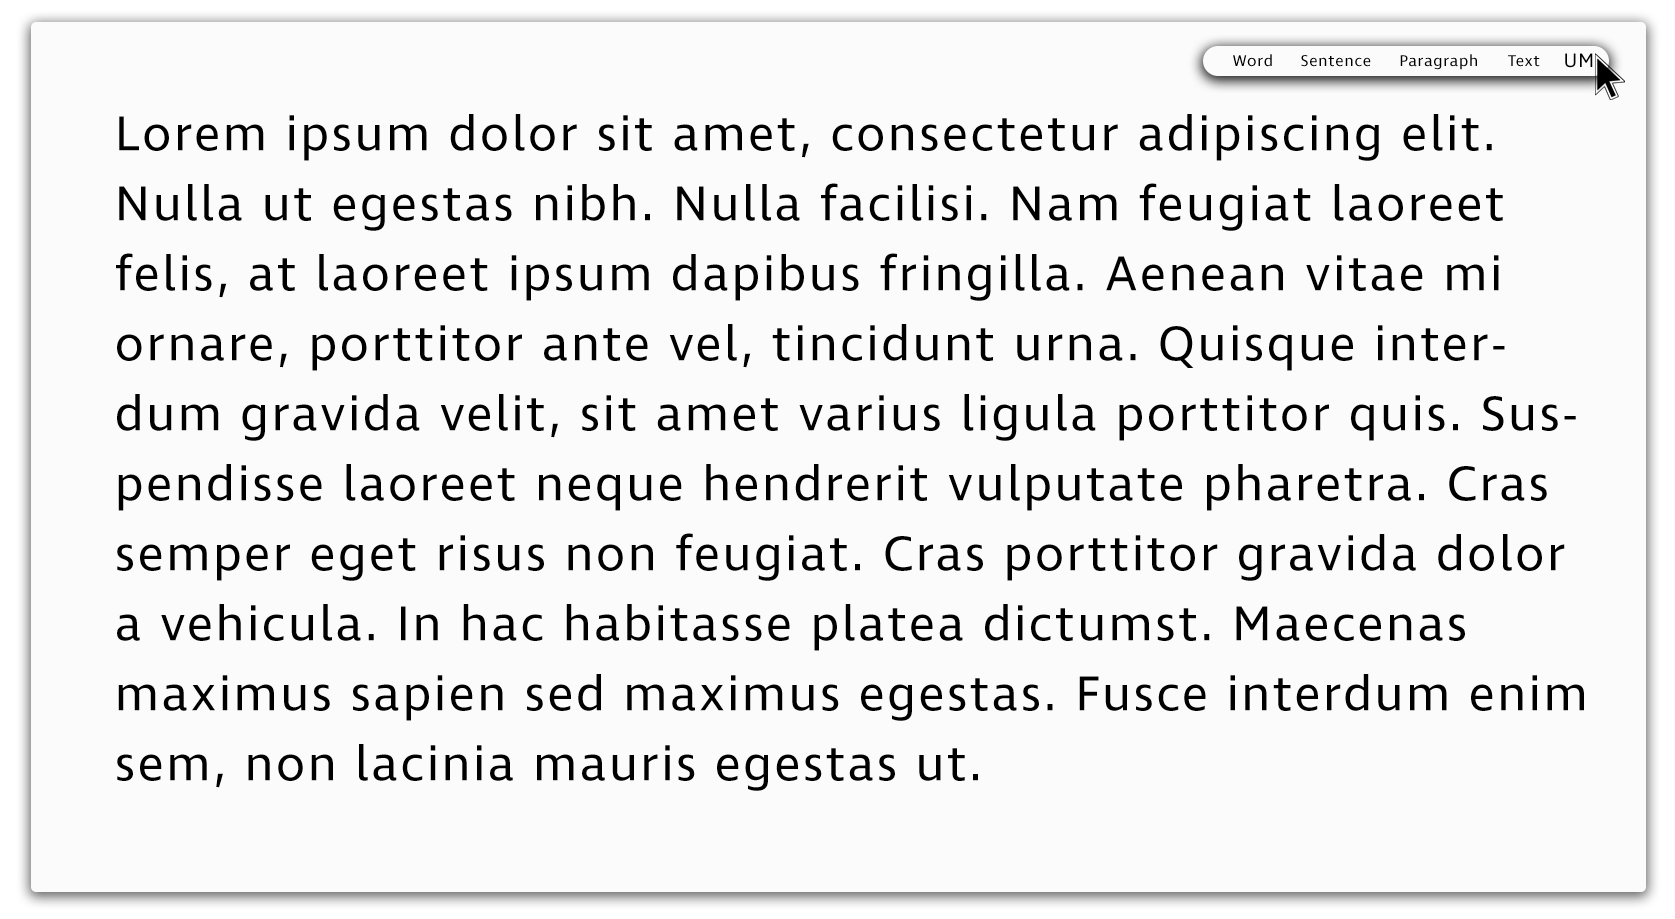 Word Sentence Paragraph Text UM
Lorem ipsum dolor sit amet, consectetur adipiscing elit.
Nulla ut egestas nibh. Nulla facilisi. Nam feugiat laoreet
felis, at laoreet ipsum dapibus fringilla. Aenean vitae mi
ornare, porttitor ante vel, tincidunt urna. Quisque inter-
dum gravida velit, sit amet varius ligula porttitor quis. Sus-
pendisse laoreet neque hendrerit vulputate pharetra. Cras
semper eget risus non feugiat. Cras porttitor gravida dolor
a vehicula. In hac habitasse platea dictumst. Maecenas
maximus sapien sed maximus egestas. Fusce interdum enim
sem, non lacinia mauris egestas ut.